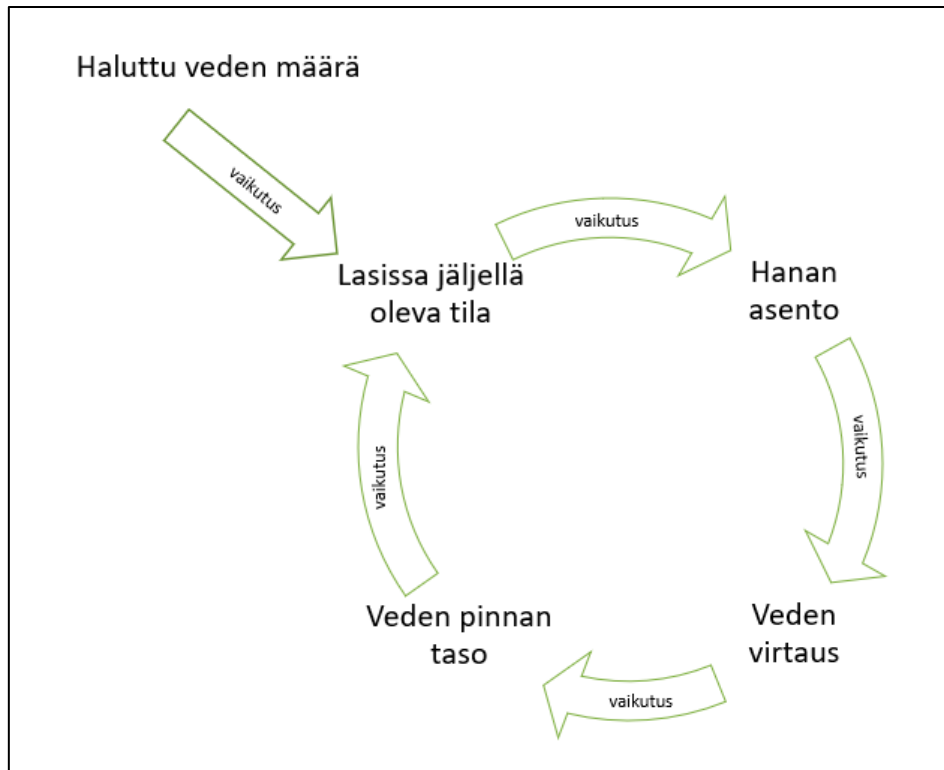 Haluttu veden määrä
vaikutus
vaikutus
Lasissa jäljellä
oleva tila
Hanan
asento
vaikutus
vaikutus
Veden pinnan
taso
Veden
virtaus
vaikutus